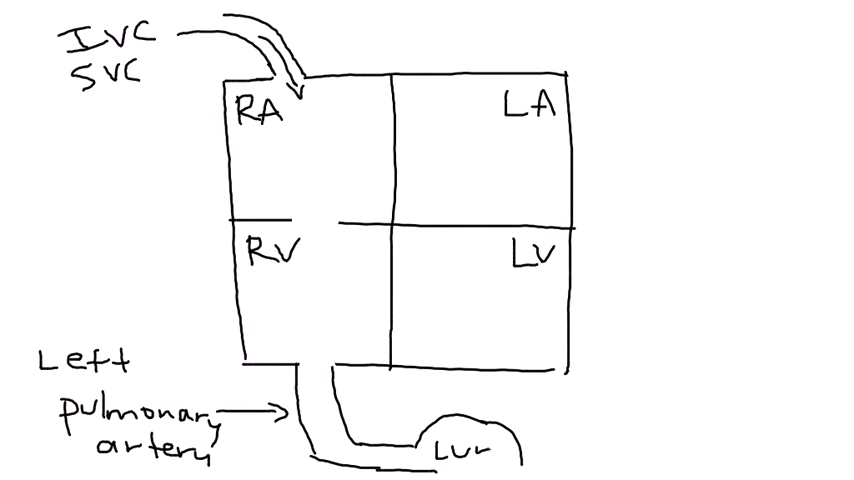 IVC
SVC
RA
LA
RV
LV
Left
pulmonary
artery
Lur